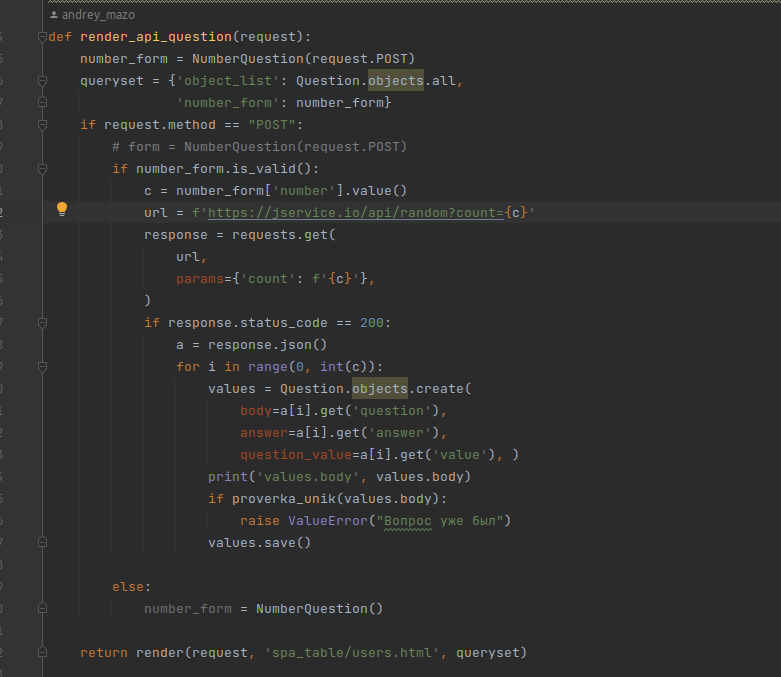 andrey_mazo
def render_api_question(request):
    number_form = NumberQuestion(request.POST)
    queryset = {'object_list': Question.objects.all,
                'number_form': number_form}
    if request.method == "POST":
        # form = NumberQuestion(request.POST)
        if number_form.is_valid():
            c = number_form['number'].value()
            url = f'https://jservice.io/api/random?count={c}'
            response = requests.get(
                url,
                params={'count': f'{c}'},
            )
            if response.status_code == 200:
                a = response.json()
                for i in range(0, int(c)):
                    values = Question.objects.create(
                        body=a[i].get('question'),
                        answer=a[i].get('answer'),
                        question_value=a[i].get('value'), )
                    print('values.body', values.body)
                    if proverka_unik(values.body):
                        raise ValueError("Вопрос уже был")
                    values.save()
        else:
            number_form = NumberQuestion()
    return render(request, 'spa_table/users.html', queryset)